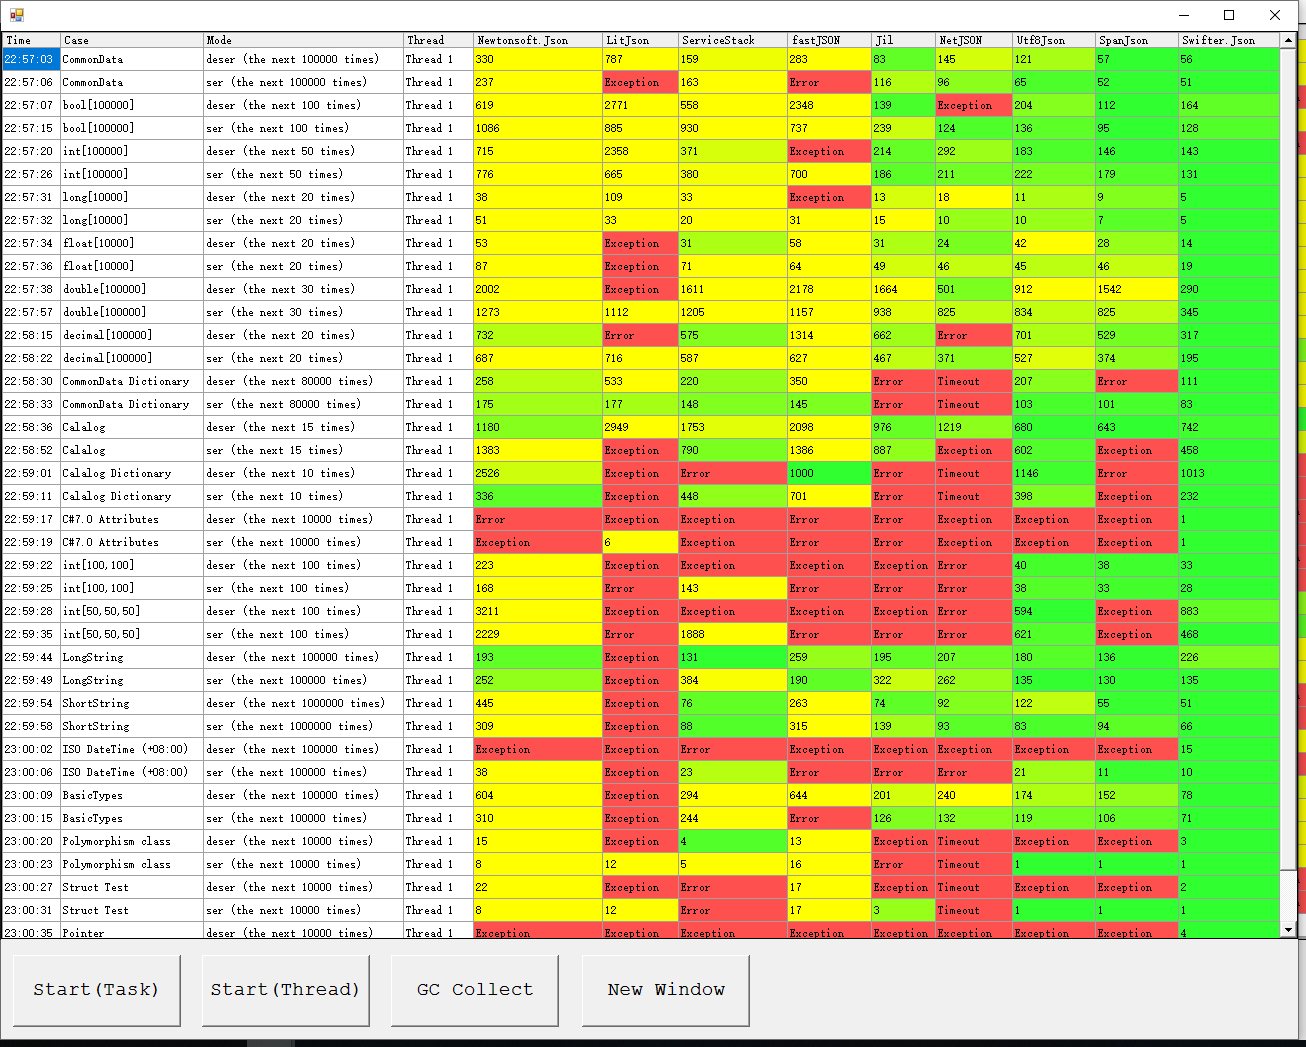 Time Case Mode Thread Newtonsoft.Json LitJson ServiceStack fastJSON Jil NetJSON Utf8Json SpanJson Swifter.Json
22:57:03 CommonData deser (the next 100000 times) Thread 1 330 787 159 283 83 145 121 57 56
22:57:06 CommonData ser (the next 100000 times) Thread 1 237 Exception 163 Error 116 96 65 52 51
22:57:07 bool[100000] deser (the next 100 times) Thread 1 619 2771 558 2348 139 Exception 204 112 164
22:57:15 bool[100000] ser (the next 100 times) Thread 1 1086 885 930 737 239 124 136 95 128
22:57:20 int[100000] deser (the next 50 times) Thread 1 715 2358 371 Exception 214 292 183 146 143
22:57:26 int[100000] ser (the next 50 times) Thread 1 776 665 380 700 186 211 222 179 131
22:57:31 long[10000] deser (the next 20 times) Thread 1 38 109 33 Exception 13 18 11 9 5
22:57:32 long[10000] ser (the next 20 times) Thread 1 51 33 20 31 15 10 10 7 5
22:57:34 float[10000] deser (the next 20 times) Thread 1 53 Exception 31 58 31 24 42 28 14
22:57:36 float[10000] ser (the next 20 times) Thread 1 87 Exception 71 64 49 46 45 46 19
22:57:38 double[100000] deser (the next 30 times) Thread 1 2002 Exception 1611 2178 1664 501 912 1542 290
22:57:57 double[100000] ser (the next 30 times) Thread 1 1273 1112 1205 1157 938 825 834 825 345
22:58:15 decimal[100000] deser (the next 20 times) Thread 1 732 Error 575 1314 662 Error 701 529 317
22:58:22 decimal[100000] ser (the next 20 times) Thread 1 687 716 587 627 467 371 527 374 195
22:58:30 CommonData Dictionary deser (the next 80000 times) Thread 1 258 533 220 350 Error Timeout 207 Error 111
22:58:33 CommonData Dictionary ser (the next 80000 times) Thread 1 175 177 148 145 Error Timeout 103 101 83
22:58:36 Calalog deser (the next 15 times) Thread 1 1180 2949 1753 2098 976 1219 680 643 742
22:58:52 Calalog ser (the next 15 times) Thread 1 1383 Exception 790 1386 887 Exception 602 Exception 458
22:59:01 Calalog Dictionary deser (the next 10 times) Thread 1 2526 Exception Error 1000 Error Timeout 1146 Error 1013
22:59:11 Calalog Dictionary ser (the next 10 times) Thread 1 336 Exception 448 701 Error Timeout 398 Exception 232
22:59:17 C#7.0 Attributes deser (the next 10000 times) Thread 1 Error Exception Exception Error Error Exception Exception Exception 1
22:59:19 C#7.0 Attributes ser (the next 10000 times) Thread 1 Exception 6 Exception Error Error Exception Exception Exception 1
22:59:22 int[100,100] deser (the next 100 times) Thread 1 223 Exception Exception Exception Error Error 40 38 33
22:59:25 int[100,100] ser (the next 100 times) Thread 1 168 Error 143 Error Error Error 38 33 28
22:59:28 int[50,50,50] deser (the next 100 times) Thread 1 3211 Exception Exception Exception Exception Error 594 Exception 883
22:59:35 int[50,50,50] ser (the next 100 times) Thread 1 2229 Error 1888 Error Error Error 621 Exception 468
22:59:44 LongString deser (the next 100000 times) Thread 1 193 Exception 131 259 195 207 180 136 226
22:59:49 LongString ser (the next 100000 times) Thread 1 252 Exception 384 190 322 262 135 130 135
22:59:54 ShortString deser (the next 1000000 times) Thread 1 445 Exception 76 263 74 92 122 55 51
22:59:58 ShortString ser (the next 1000000 times) Thread 1 309 Exception 88 315 139 93 83 94 66
23:00:02 ISO DateTime (+08:00) deser (the next 100000 times) Thread 1 Exception Exception Error Exception Exception Exception Exception Exception 15
23:00:06 ISO DateTime (+08:00) ser (the next 100000 times) Thread 1 38 Exception 23 Error Error Error 21 11 10
23:00:09 BasicTypes deser (the next 100000 times) Thread 1 604 Exception 294 644 201 240 174 152 78
23:00:15 BasicTypes ser (the next 100000 times) Thread 1 310 Exception 244 Error 126 132 119 106 71
23:00:20 Polymorphism class deser (the next 10000 times) Thread 1 15 Exception 4 13 Exception Timeout Exception Exception 3
23:00:23 Polymorphism class ser (the next 10000 times) Thread 1 8 12 5 16 Error Timeout 1 1 1
23:00:27 Struct Test deser (the next 10000 times) Thread 1 22 Exception Error 17 Exception Timeout Exception Exception 2
23:00:31 Struct Test ser (the next 10000 times) Thread 1 8 12 Error 17 3 Timeout 1 1 1
23:00:35 Pointer deser (the next 10000 times) Thread 1 Exception Exception Exception Exception Exception Exception Exception Exception 4
Start(Task) Start(Thread) GC Collect New Window